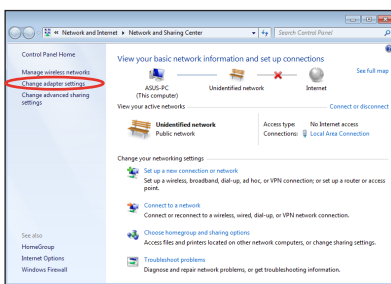 « Network and Internet ▸ Network and Sharing Center
Search Control Panel
Control Panel Home
Manage wireless networks
Change adapter settings
Change advanced sharing
settings
See also
HomeGroup
Internet Options
Windows Firewall
View your basic network information and set up connections
See full map
ASUS-PC
(This computer)
Unidentified network
Internet
View your active networks
Connect or disconnect
Unidentified network
Public network
Access type: No Internet access
Connections: Local Area Connection
Change your networking settings
Set up a new connection or network
Set up a wireless, broadband, dial-up, ad hoc, or VPN connection; or set up a router or access
point.
Connect to a network
Connect or reconnect to a wireless, wired, dial-up, or VPN network connection.
Choose homegroup and sharing options
Access files and printers located on other network computers, or change sharing settings.
Troubleshoot problems
Diagnose and repair network problems, or get troubleshooting information.